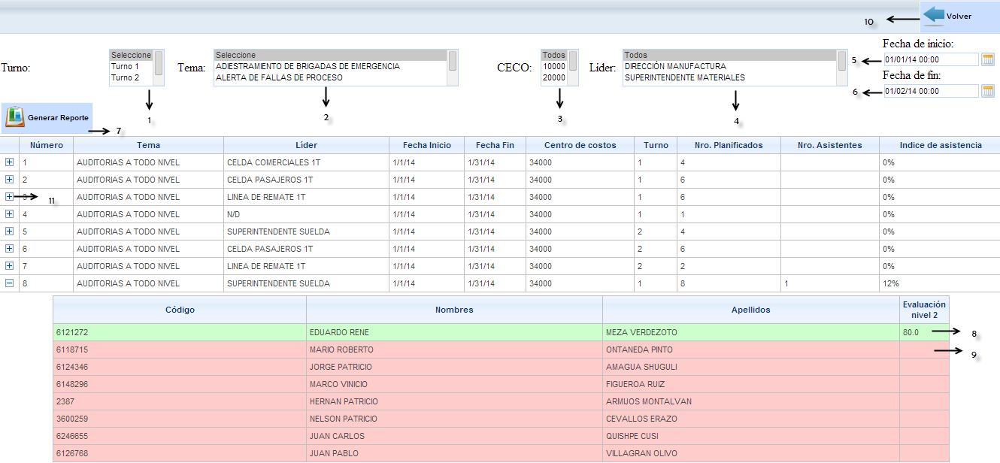 10 Volver
Fecha de inicio:
Turno: Seleccione Turno 1 Turno 2
Tema: Seleccione ADIESTRAMIENTO DE BRIGADAS DE EMERGENCIA ALERTA DE FALLAS DE PROCESO
CECO: Todos 10000 20000
Lider: Todos DIRECCIÓN MANUFACTURA SUPERINTENDENTE MATERIALES
5 01/01/14 00:00
Fecha de fin:
6 01/02/14 00:00
1 2 3 4
Generar Reporte 7
Número Tema Líder Fecha Inicio Fecha Fin Centro de costos Turno Nro. Planificados Nro. Asistentes Indice de asistencia
1 AUDITORIAS A TODO NIVEL CELDA COMERCIALES 1T 1/1/14 1/31/14 34000 1 4 0%
2 AUDITORIAS A TODO NIVEL CELDA PASAJEROS 1T 1/1/14 1/31/14 34000 1 6 0%
3 AUDITORIAS A TODO NIVEL LINEA DE REMATE 1T 1/1/14 1/31/14 34000 1 6 0%
11
4 AUDITORIAS A TODO NIVEL N/D 1/1/14 1/31/14 34000 1 1 0%
5 AUDITORIAS A TODO NIVEL SUPERINTENDENTE SUELDA 1/1/14 1/31/14 34000 2 4 0%
6 AUDITORIAS A TODO NIVEL CELDA PASAJEROS 1T 1/1/14 1/31/14 34000 2 6 0%
7 AUDITORIAS A TODO NIVEL LINEA DE REMATE 1T 1/1/14 1/31/14 34000 2 2 0%
8 AUDITORIAS A TODO NIVEL SUPERINTENDENTE SUELDA 1/1/14 1/31/14 34000 1 8 1 12%
Código Nombres Apellidos Evaluación nivel 2
6121272 EDUARDO RENE MEZA VERDEZOTO 80.0 8
6118715 MARIO ROBERTO ONTANEDA PINTO 9
6124346 JORGE PATRICIO AMAGUA SHUGULI
6148296 MARCO VINICIO FIGUEROA RUIZ
2387 HERNAN PATRICIO ARMIJOS MONTALVAN
3600259 NELSON PATRICIO CEVALLOS ERAZO
6246655 JUAN CARLOS QUISHPE CUSI
6126768 JUAN PABLO VILLAGRAN OLIVO